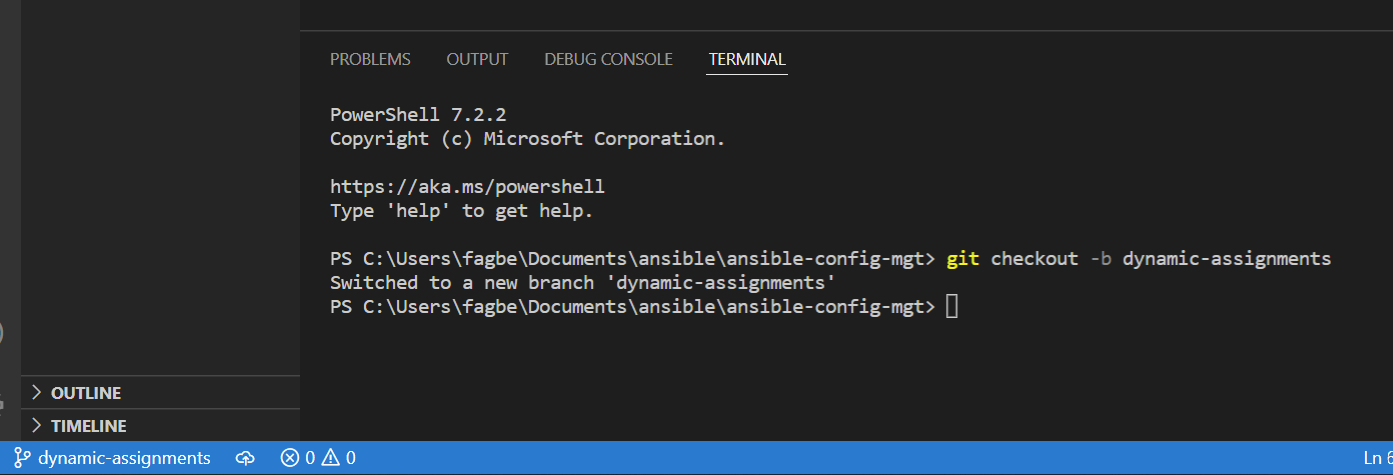 PROBLEMS OUTPUT DEBUG CONSOLE TERMINAL
PowerShell 7.2.2
Copyright (c) Microsoft Corporation.
https://aka.ms/powershell
Type 'help' to get help.
PS C:\Users\fagbe\Documents\ansible\ansible-config-mgt> git checkout -b dynamic-assignments
Switched to a new branch 'dynamic-assignments'
PS C:\Users\fagbe\Documents\ansible\ansible-config-mgt>
OUTLINE
TIMELINE
dynamic-assignments 0 0 Ln